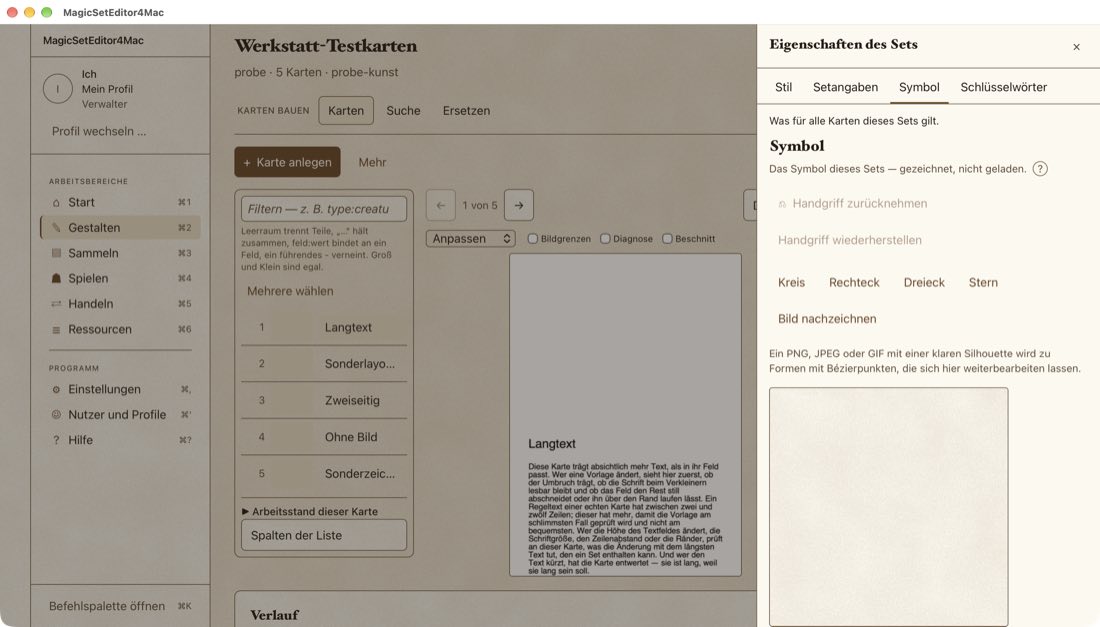 MagicSetEditor4Mac
MagicSetEditor4Mac
I
Ich
Mein Profil
Verwalter
Profil wechseln ...
ARBEITSBEREICHE
Start ⌘1
Gestalten ⌘2
Sammeln ⌘3
Spielen ⌘4
Handeln ⌘5
Ressourcen ⌘6
PROGRAMM
Einstellungen ⌘,
Nutzer und Profile ⌘'
? Hilfe ⌘?
Befehlspalette öffnen ⌘K
Werkstatt-Testkarten
probe · 5 Karten · probe-kunst
KARTEN BAUEN Karten Suche Ersetzen
+ Karte anlegen Mehr
Filtern — z. B. type:creatu
Leerraum trennt Teile, „…" hält
zusammen, feld:wert bindet an ein
Feld, ein führendes - verneint. Groß
und Klein sind egal.
Mehrere wählen
1 Langtext
2 Sonderlayo...
3 Zweiseitig
4 Ohne Bild
5 Sonderzeic...
▶ Arbeitsstand dieser Karte
Spalten der Liste
← 1 von 5 →
Anpassen Bildgrenzen Diagnose Beschnitt
Langtext
Diese Karte trägt absichtlich mehr Text, als in ihr Feld
passt. Wer eine Vorlage ändert, sieht hier zuerst, ob
der Umbruch trägt, ob die Schrift beim Verkleinern
lesbar bleibt und ob das Feld den Rest still
abschneidet oder ihn über den Rand laufen lässt. Ein
Regeltext einer echten Karte hat zwischen zwei und
zwölf Zeilen; dieser hat mehr, damit die Vorlage am
schlimmsten Fall geprüft wird und nicht am
bequemsten. Wer die Höhe des Textfeldes ändert, die
Schriftgröße, den Zeilenabstand oder die Ränder, prüft
an dieser Karte, was die Änderung mit dem längsten
Text tut, den ein Set enthalten kann. Und wer den
Text kürzt, hat die Karte entwertet — sie ist lang, weil
sie lang sein soll.
Verlauf
Eigenschaften des Sets ×
Stil Setangaben Symbol Schlüsselwörter
Was für alle Karten dieses Sets gilt.
Symbol
Das Symbol dieses Sets — gezeichnet, nicht geladen. ?
Handgriff zurücknehmen
Handgriff wiederherstellen
Kreis Rechteck Dreieck Stern
Bild nachzeichnen
Ein PNG, JPEG oder GIF mit einer klaren Silhouette wird zu
Formen mit Bézierpunkten, die sich hier weiterbearbeiten lassen.